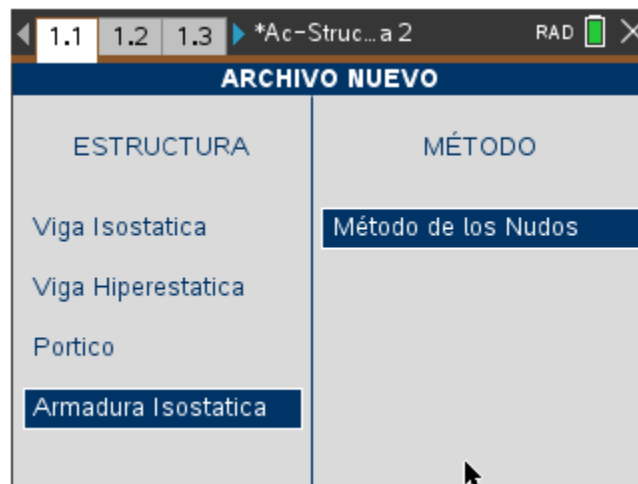 1.1 1.2 1.3 *Ac-Struc...a 2 RAD
ARCHIVO NUEVO
ESTRUCTURA
Viga Isostatica
Viga Hiperestatica
Portico
Armadura Isostatica
MÉTODO
Método de los Nudos